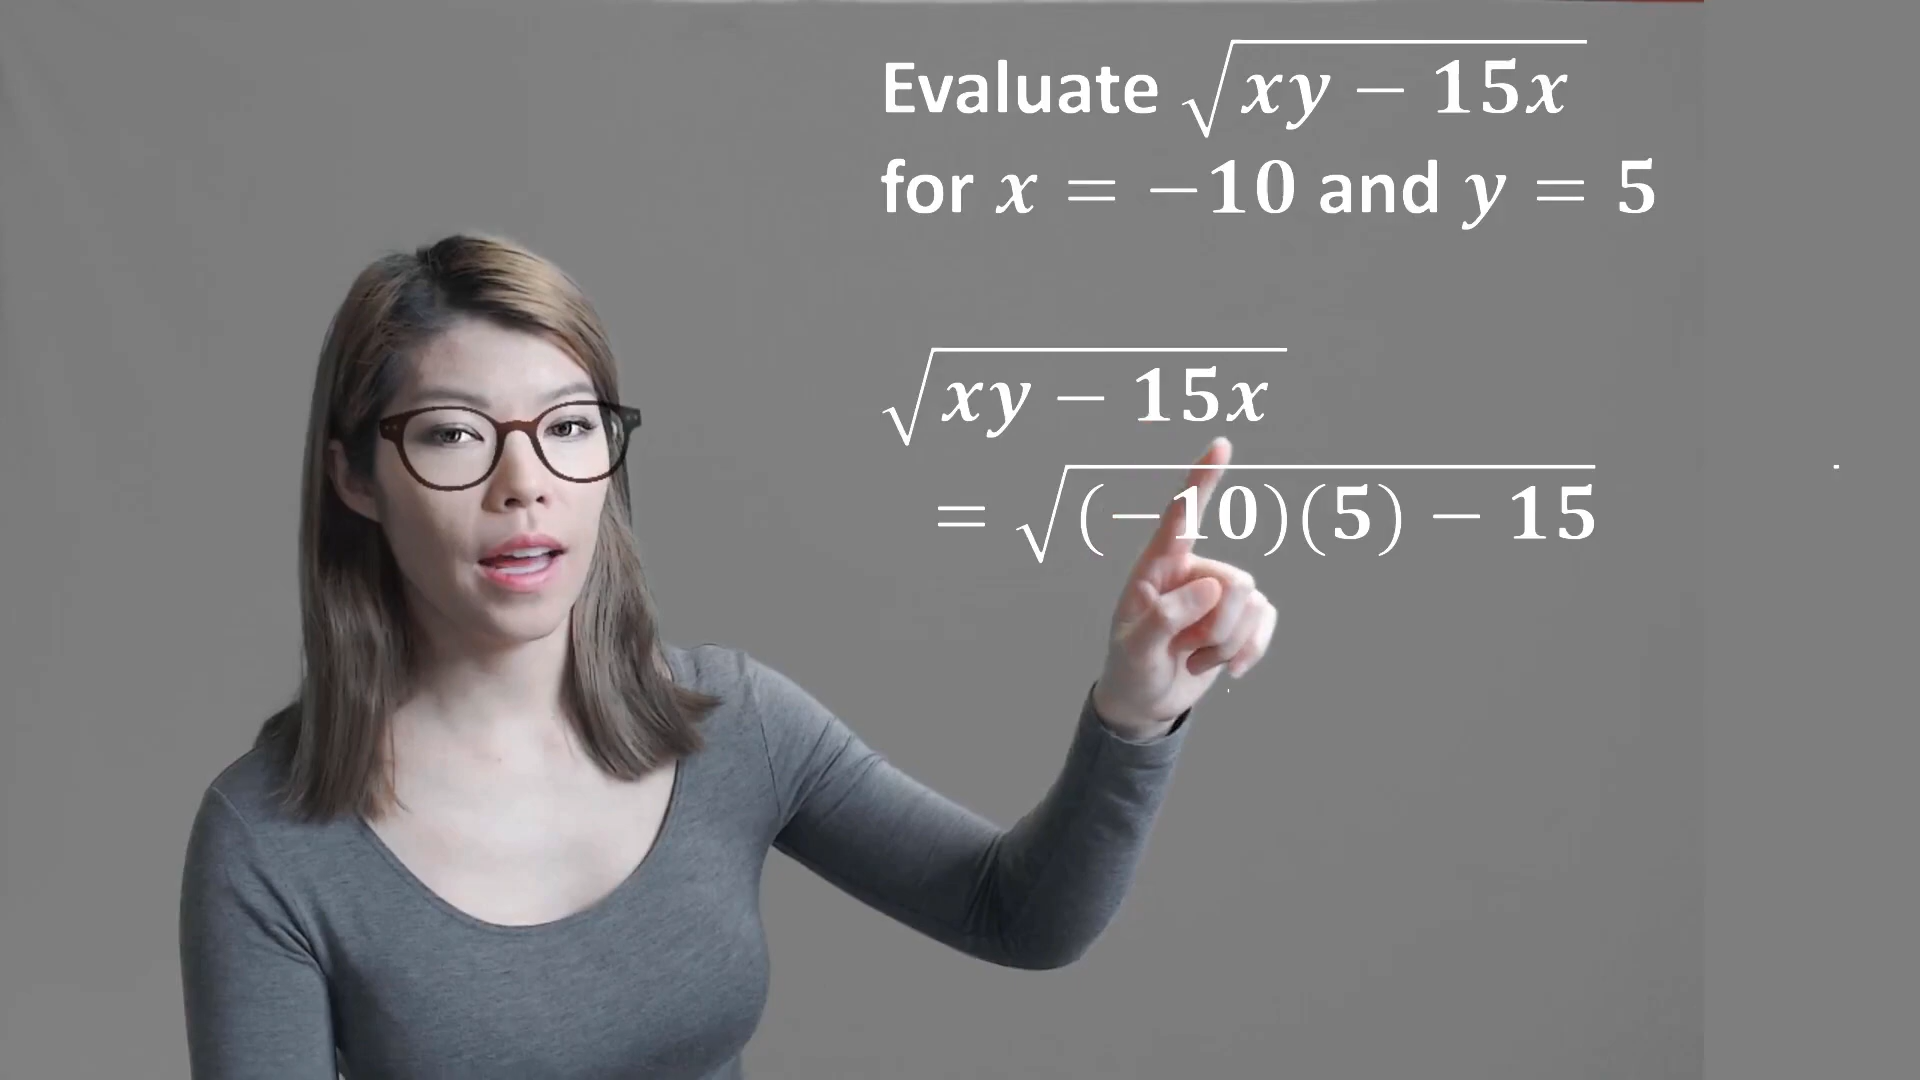 Evaluate √(xy − 15x)
for x = −10 and y = 5
√(xy − 15x)
= √((−10)(5) − 15)